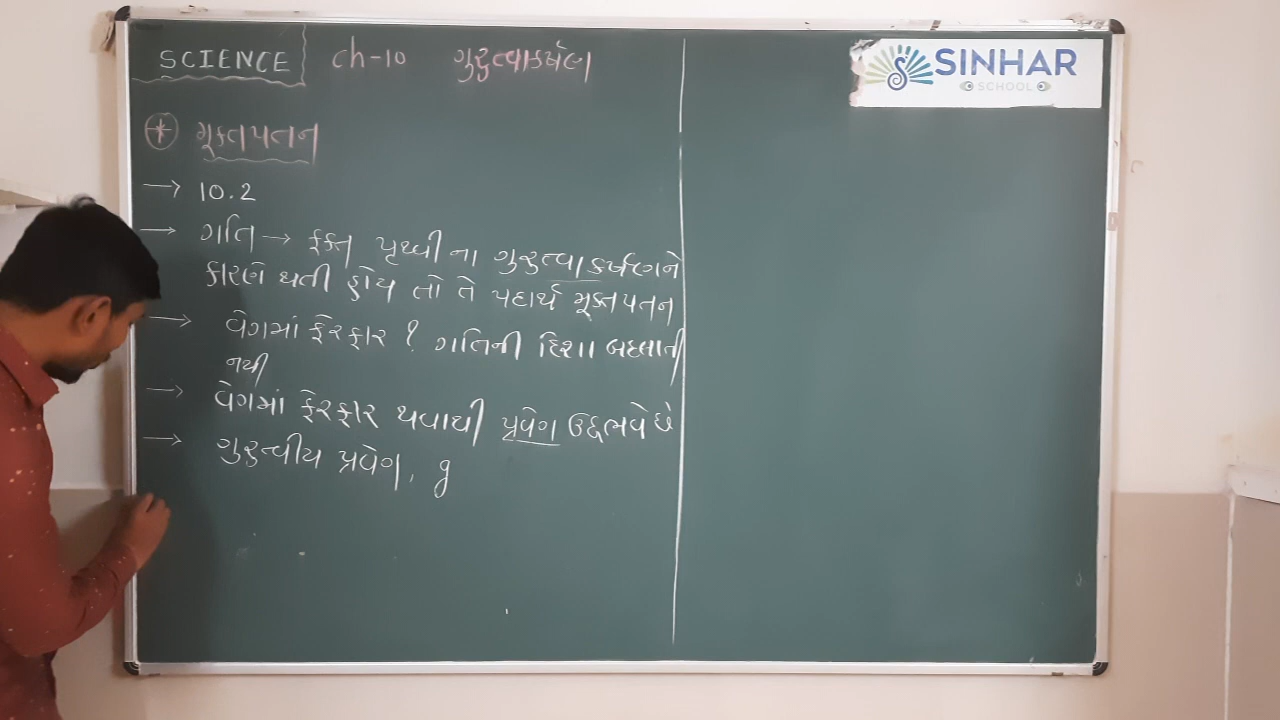 SCIENCE ch-10 ગુરુત્વાકર્ષણ
SINHAR
SCHOOL
* મૂક્તપતન
→ 10.2
→ ગતિ → ફક્ત પૃથ્વી ના ગુરુત્વાકર્ષણને
કારણે થતી હોય તો તે પદાર્થ મૂક્તપતન
→ વેગમાં ફેરફાર ? ગતિની દિશા બદલાતી
નથી
→ વેગમાં ફેરફાર થવાથી પ્રવેગ ઉદ્દભવે છે
→ ગુરુત્વીય પ્રવેગ, g